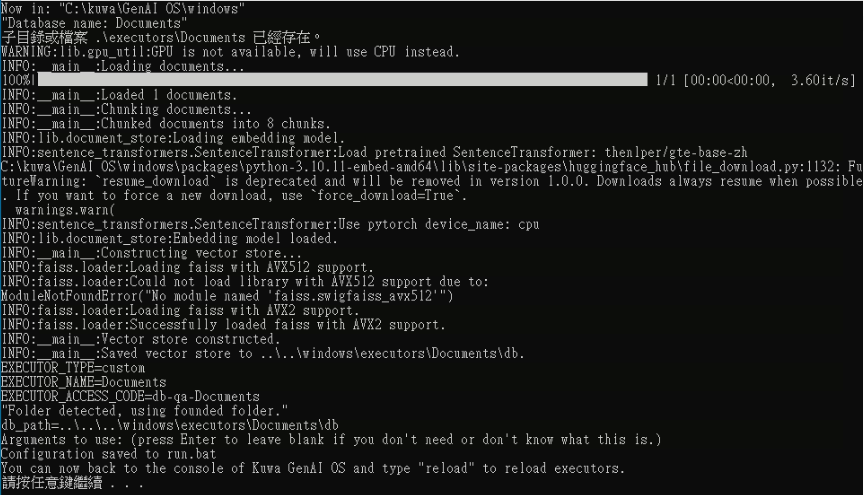 Now in: "C:\kuwa\GenAI OS\windows"
"Database name: Documents"
子目錄或檔案 .\executors\Documents 已經存在。
WARNING:lib.gpu_util:GPU is not available, will use CPU instead.
INFO:__main__:Loading documents...
100%| 1/1 [00:00<00:00,  3.60it/s]
INFO:__main__:Loaded 1 documents.
INFO:__main__:Chunking documents...
INFO:__main__:Chunked documents into 8 chunks.
INFO:lib.document_store:Loading embedding model.
INFO:sentence_transformers.SentenceTransformer:Load pretrained SentenceTransformer: thenlper/gte-base-zh
C:\kuwa\GenAI OS\windows\packages\python-3.10.11-embed-amd64\lib\site-packages\huggingface_hub\file_download.py:1132: Fu
tureWarning: `resume_download` is deprecated and will be removed in version 1.0.0. Downloads always resume when possible
. If you want to force a new download, use `force_download=True`.
  warnings.warn(
INFO:sentence_transformers.SentenceTransformer:Use pytorch device_name: cpu
INFO:lib.document_store:Embedding model loaded.
INFO:__main__:Constructing vector store...
INFO:faiss.loader:Loading faiss with AVX512 support.
INFO:faiss.loader:Could not load library with AVX512 support due to:
ModuleNotFoundError("No module named 'faiss.swigfaiss_avx512'")
INFO:faiss.loader:Loading faiss with AVX2 support.
INFO:faiss.loader:Successfully loaded faiss with AVX2 support.
INFO:__main__:Vector store constructed.
INFO:__main__:Saved vector store to ..\..\windows\executors\Documents\db.
EXECUTOR_TYPE=custom
EXECUTOR_NAME=Documents
EXECUTOR_ACCESS_CODE=db-qa-Documents
"Folder detected, using founded folder."
db_path=..\..\..\windows\executors\Documents\db
Arguments to use: (press Enter to leave blank if you don't need or don't know what this is.)
Configuration saved to run.bat
You can now back to the console of Kuwa GenAI OS and type "reload" to reload executors.
請按任意鍵繼續 . . .